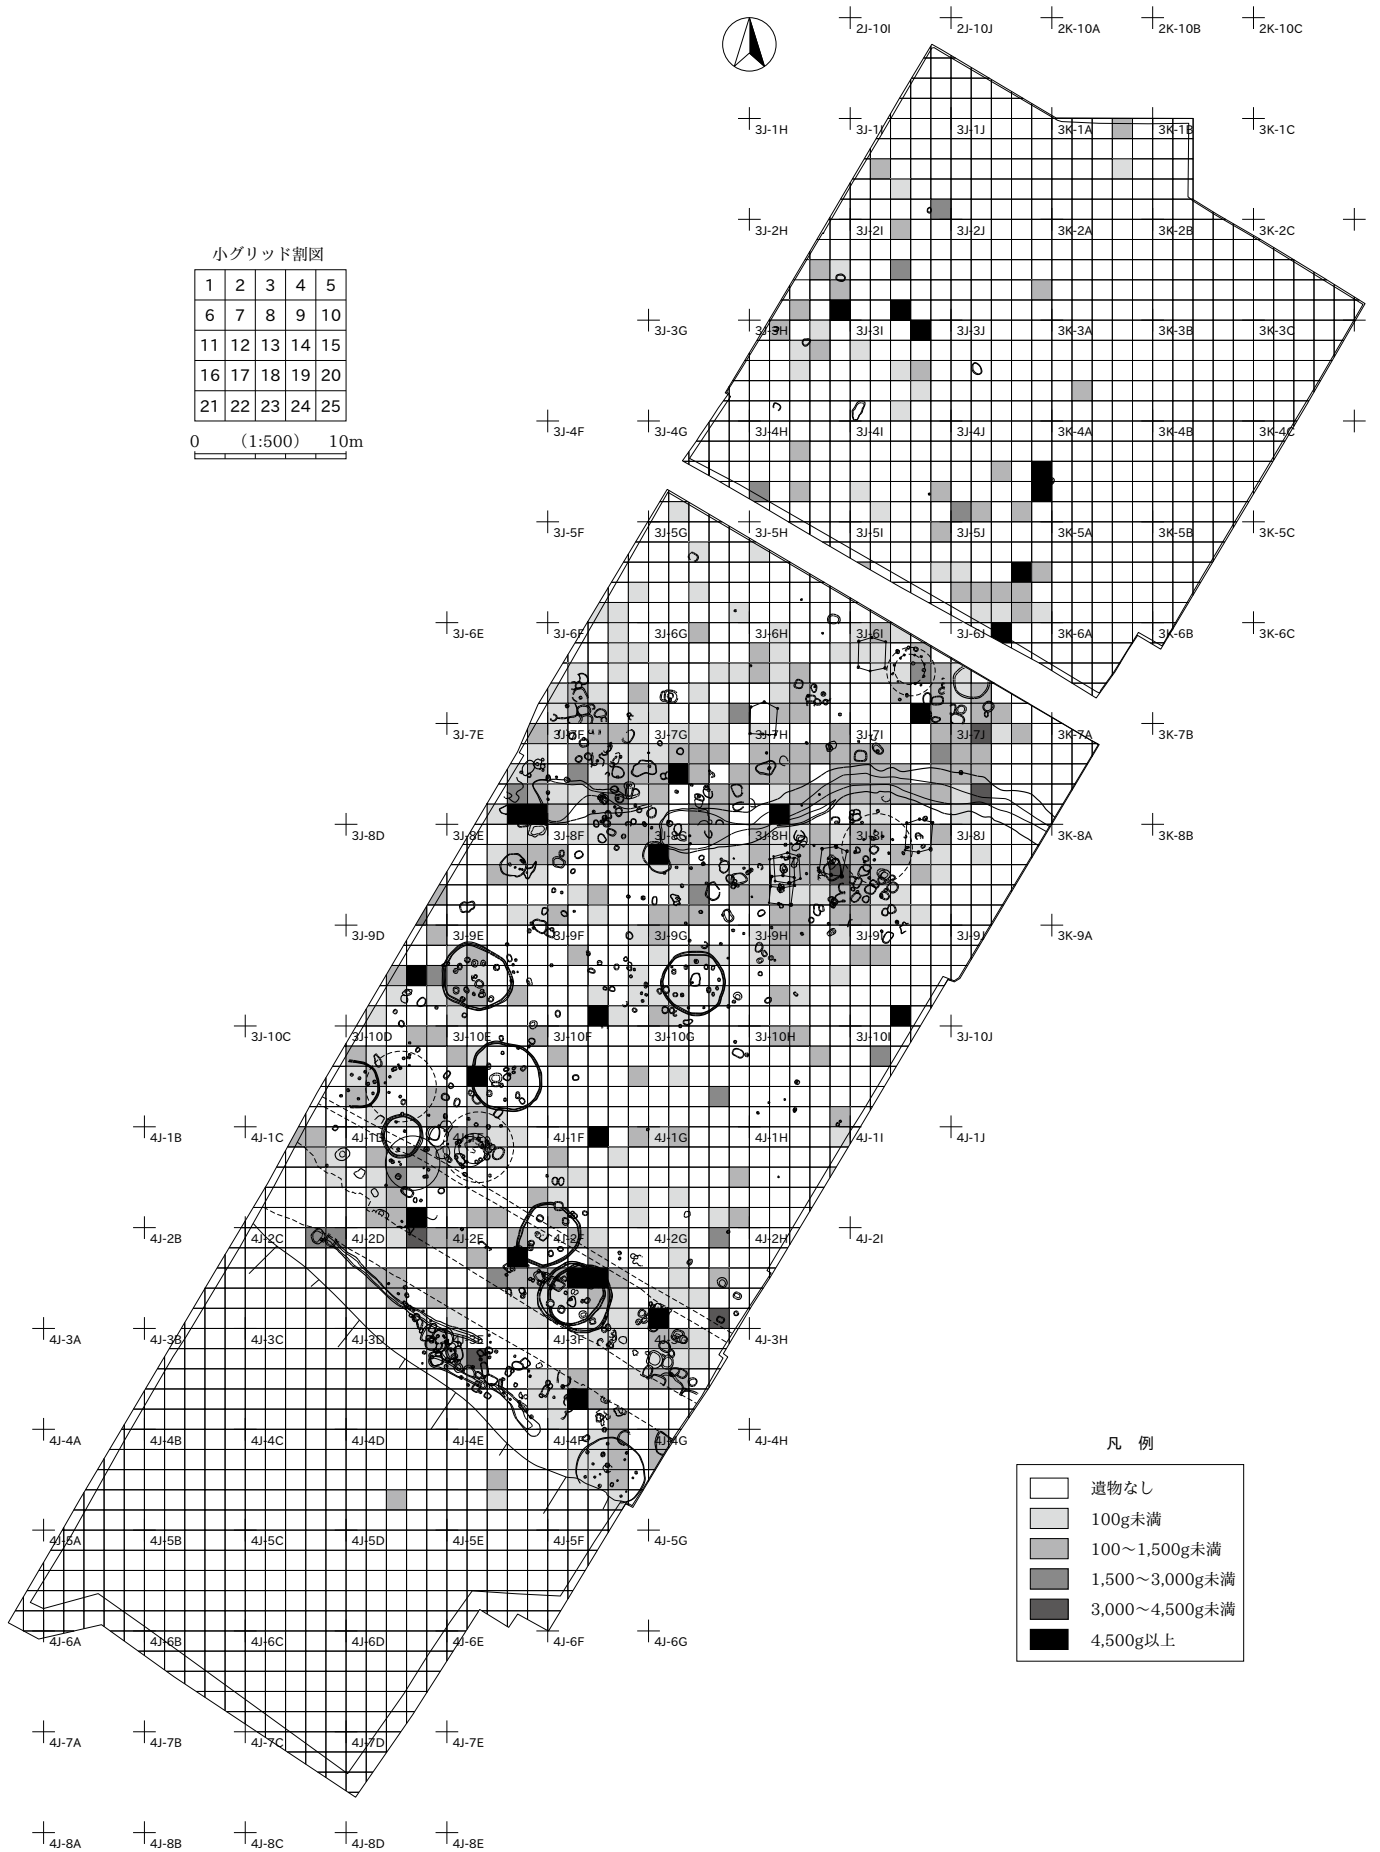 2J-10I 2J-10J 2K-10A 2K-10B 2K-10C
3J-1H 3J-1I 3J-1J 3K-1A 3K-1B 3K-1C
3J-2H 3J-2I 3J-2J 3K-2A 3K-2B 3K-2C
小グリッド割図
1 2 3 4 5
6 7 8 9 10
11 12 13 14 15
16 17 18 19 20
21 22 23 24 25
0 （1:500） 10m
3J-3G 3J-3H 3J-3I 3J-3J 3K-3A 3K-3B 3K-3C
3J-4F 3J-4G 3J-4H 3J-4I 3J-4J 3K-4A 3K-4B 3K-4C
3J-5F 3J-5G 3J-5H 3J-5I 3J-5J 3K-5A 3K-5B 3K-5C
3J-6E 3J-6F 3J-6G 3J-6H 3J-6I 3J-6J 3K-6A 3K-6B 3K-6C
3J-7E 3J-7F 3J-7G 3J-7H 3J-7I 3J-7J 3K-7A 3K-7B
3J-8D 3J-8E 3J-8F 3J-8G 3J-8H 3J-8I 3J-8J 3K-8A 3K-8B
3J-9D 3J-9E 3J-9F 3J-9G 3J-9H 3J-9I 3J-9J 3K-9A
3J-10C 3J-10D 3J-10E 3J-10F 3J-10G 3J-10H 3J-10I 3J-10J
4J-1B 4J-1C 4J-1D 4J-1E 4J-1F 4J-1G 4J-1H 4J-1I 4J-1J
4J-2B 4J-2C 4J-2D 4J-2E 4J-2F 4J-2G 4J-2H 4J-2I
4J-3A 4J-3B 4J-3C 4J-3D 4J-3E 4J-3F 4J-3G 4J-3H
4J-4A 4J-4B 4J-4C 4J-4D 4J-4E 4J-4F 4J-4G 4J-4H
4J-5A 4J-5B 4J-5C 4J-5D 4J-5E 4J-5F 4J-5G
4J-6A 4J-6B 4J-6C 4J-6D 4J-6E 4J-6F 4J-6G
4J-7A 4J-7B 4J-7C 4J-7D 4J-7E
4J-8A 4J-8B 4J-8C 4J-8D 4J-8E
凡 例
遺物なし
100g未満
100～1,500g未満
1,500～3,000g未満
3,000～4,500g未満
4,500g以上